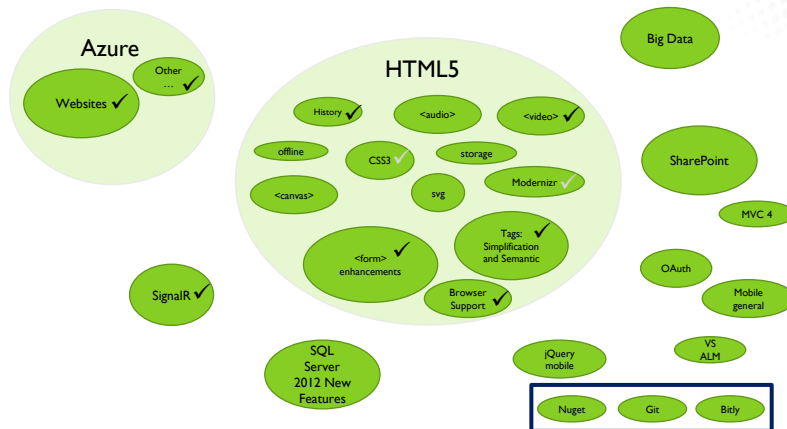 Azure
Websites
Other
...
HTML5
History
<audio>
<video>
offline
CSS3
storage
Modernizr
<canvas>
svg
<form>
enhancements
Tags:
Simplification
and Semantic
Browser
Support
Big Data
SharePoint
MVC 4
OAuth
Mobile
general
SignalR
SQL
Server
2012 New
Features
jQuery
mobile
VS
ALM
Nuget
Git
Bitly